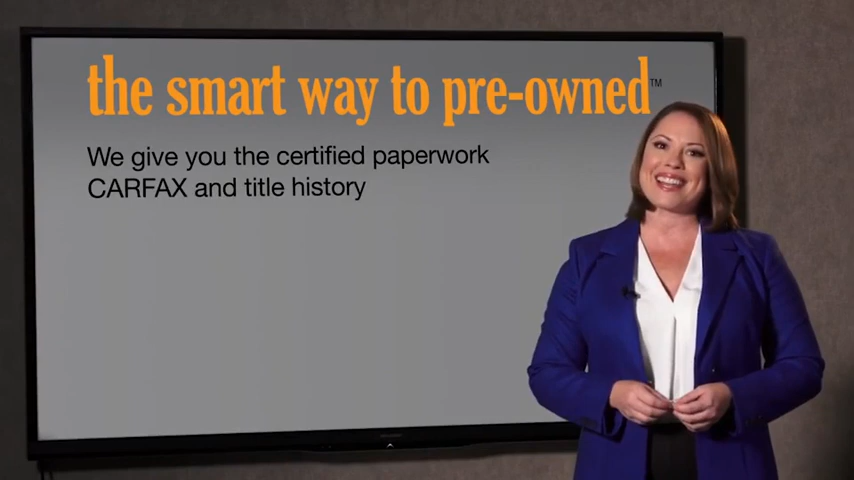 the smart way to pre-owned™
We give you the certified paperwork
CARFAX and title history